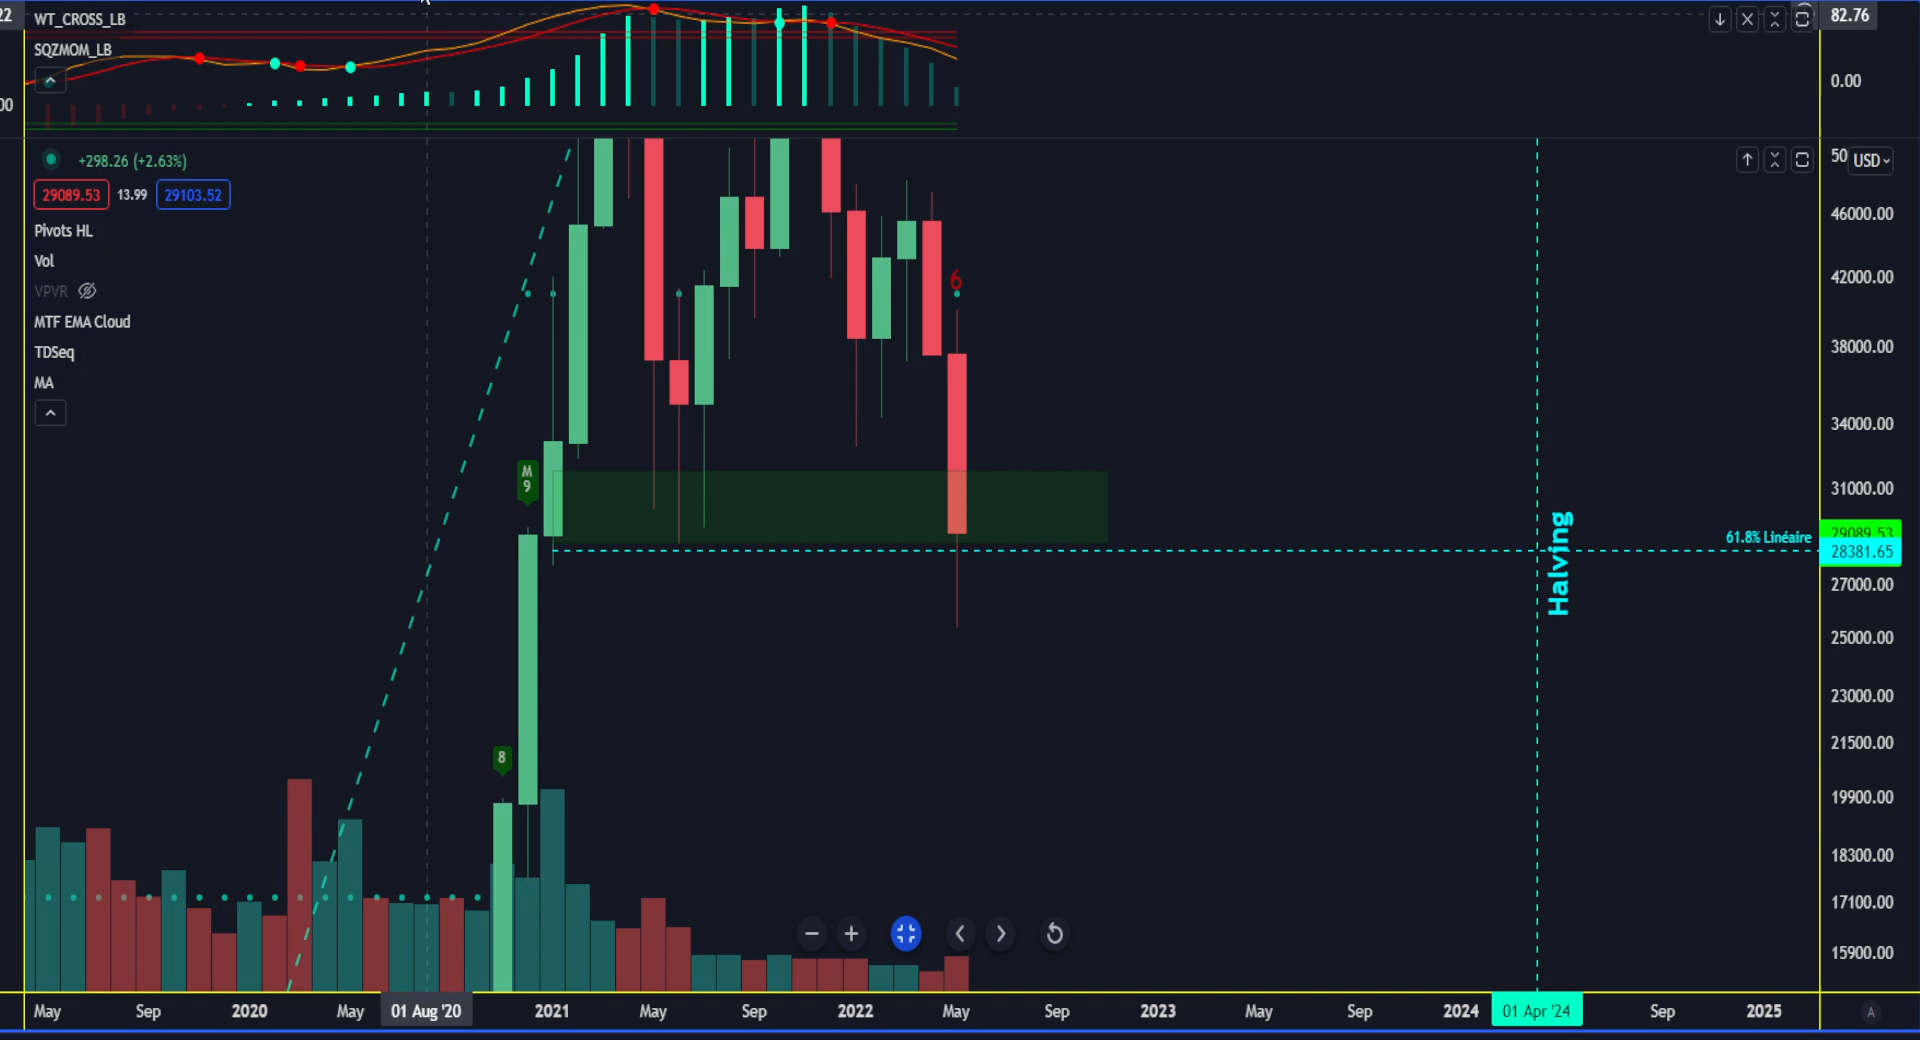 22
WT_CROSS_LB
82.76
SQZMOM_LB
0.00
00
+298.26 (+2.63%)
50
USD
29089.53
13.99
29103.52
Pivots HL
46000.00
Vol
42000.00
VPVR
6
MTF EMA Cloud
38000.00
TDSeq
MA
34000.00
M
9
31000.00
61.8% Linéaire
29089.53
28381.65
Halving
27000.00
25000.00
23000.00
8
21500.00
19900.00
18300.00
17100.00
15900.00
May
Sep
2020
May
01 Aug '20
2021
May
Sep
2022
May
Sep
2023
May
Sep
2024
01 Apr '24
Sep
2025
A